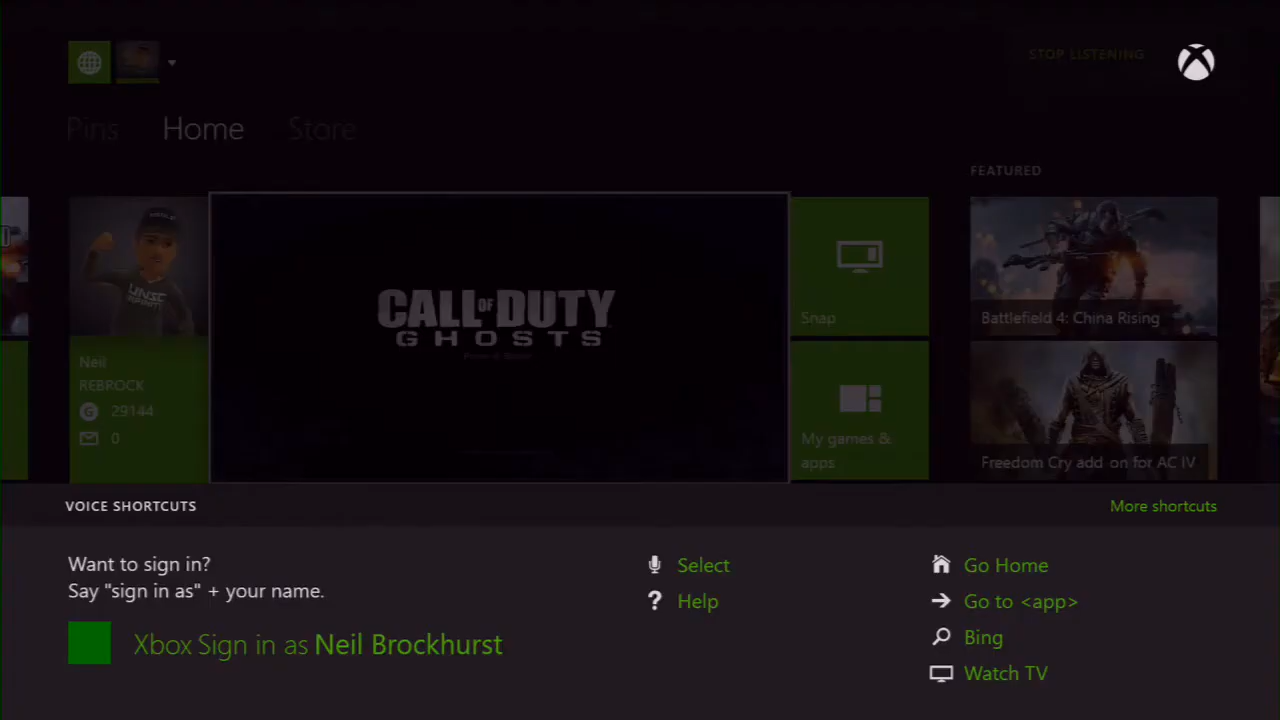 STOP LISTENING
Pins Home Store
FEATURED
UNSC
CALL OF DUTY
GHOSTS
Snap
Battlefield 4: China Rising
Neil
REBROCK
G 29144
0
My games &
apps
Freedom Cry add on for AC IV
VOICE SHORTCUTS
More shortcuts
Want to sign in?
Say "sign in as" + your name.
Xbox Sign in as Neil Brockhurst
Select
? Help
Go Home
Go to <app>
Bing
Watch TV